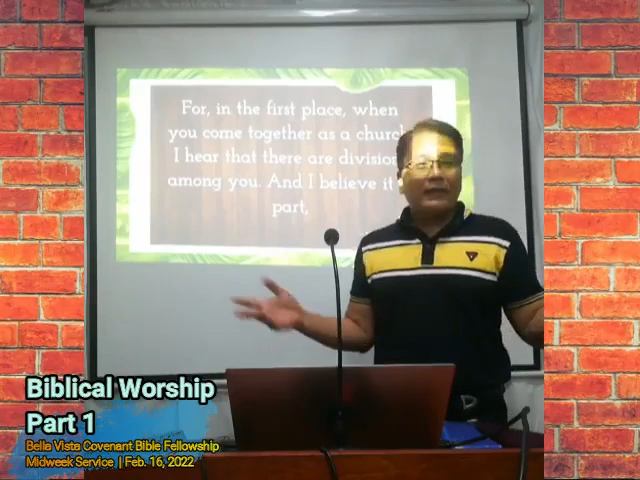 For, in the first place, when
you come together as a church
I hear that there are division
among you. And I believe it
part,
Biblical Worship
Part 1
Bella Vista Covenant Bible Fellowship
Midweek Service | Feb. 16, 2022